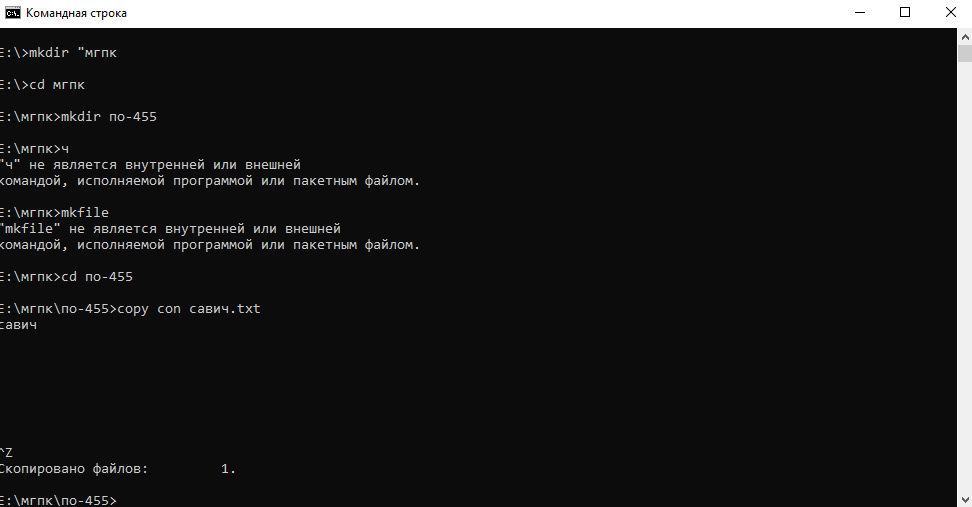 Командная строка
E:\>mkdir "мгпк
E:\>cd мгпк
E:\мгпк>mkdir по-455
E:\мгпк>ч
"ч" не является внутренней или внешней
командой, исполняемой программой или пакетным файлом.
E:\мгпк>mkfile
"mkfile" не является внутренней или внешней
командой, исполняемой программой или пакетным файлом.
E:\мгпк>cd по-455
E:\мгпк\по-455>copy con савич.txt
савич
^Z
Скопировано файлов:         1.
E:\мгпк\по-455>